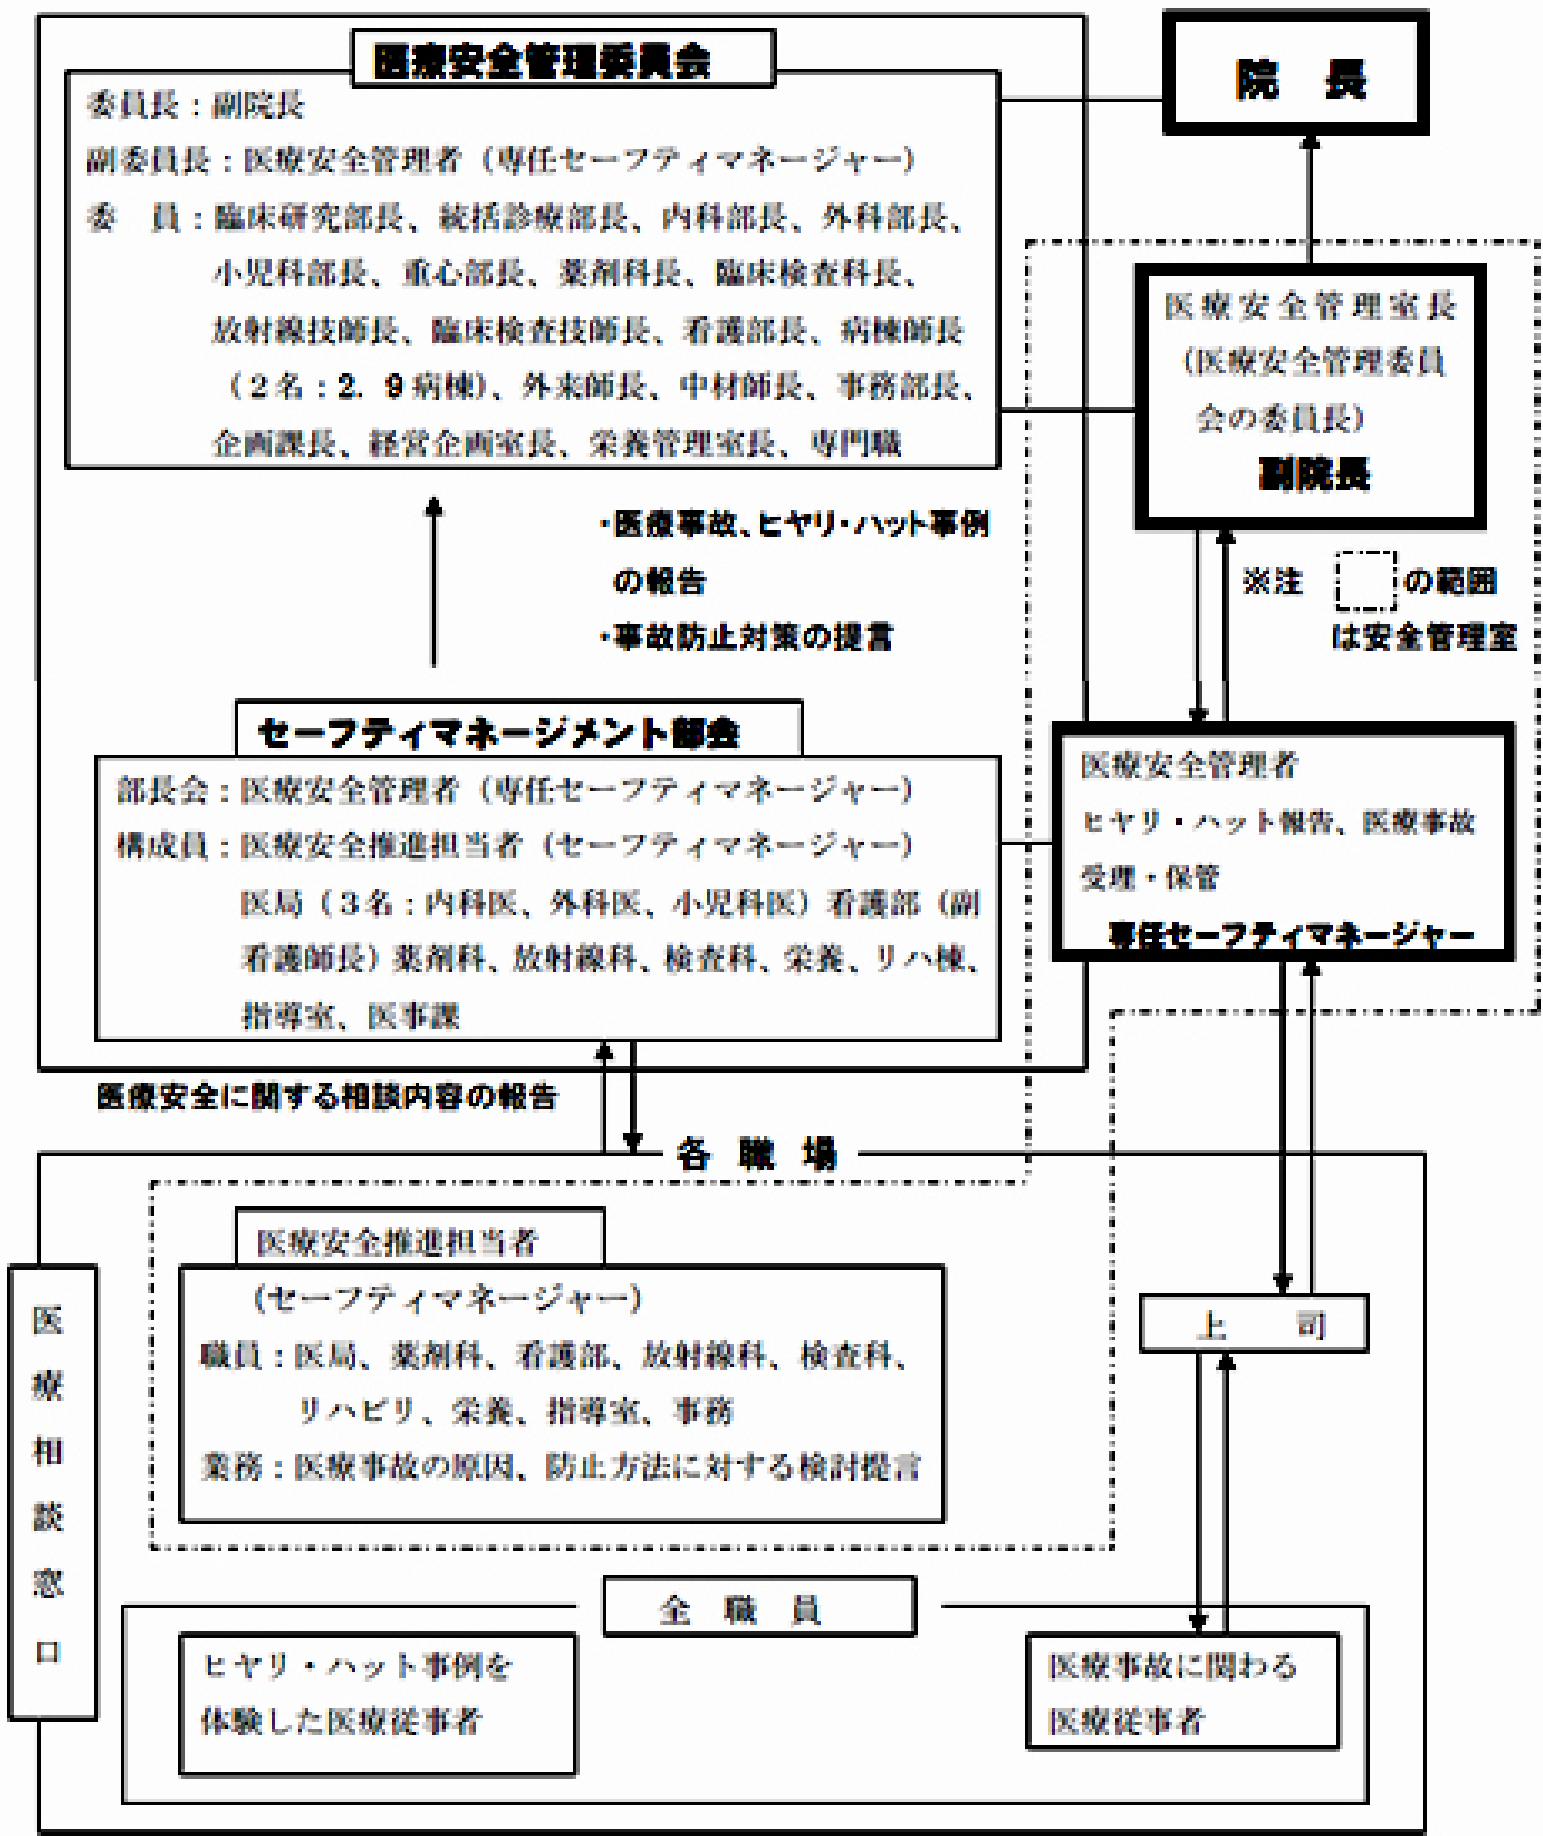 医療安全管理委員会
委員長：副院長
副委員長：医療安全管理者（専任セーフティマネージャー）
委　員：臨床研究部長、統括診療部長、内科部長、外科部長、
小児科部長、重心部長、薬剤科長、臨床検査科長、
放射線技師長、臨床検査技師長、看護部長、病棟師長
（２名：２．９病棟）、外来師長、中材師長、事務部長、
企画課長、経営企画室長、栄養管理室長、専門職
院　長
医療安全管理室長
（医療安全管理委員
会の委員長）
副院長
・医療事故、ヒヤリ・ハット事例
の報告
・事故防止対策の提言
※注　の範囲
は安全管理室
セーフティマネージメント部会
部長会：医療安全管理者（専任セーフティマネージャー）
構成員：医療安全推進担当者（セーフティマネージャー）
医局（３名：内科医、外科医、小児科医）看護部（副
看護師長）薬剤科、放射線科、検査科、栄養、リハ棟、
指導室、医事課
医療安全管理者
ヒヤリ・ハット報告、医療事故
受理・保管
専任セーフティマネージャー
医療安全に関する相談内容の報告
各　職　場
医療安全推進担当者
（セーフティマネージャー）
職員：医局、薬剤科、看護部、放射線科、検査科、
リハビリ、栄養、指導室、事務
業務：医療事故の原因、防止方法に対する検討提言
上　司
医療相談窓口
全　職　員
ヒヤリ・ハット事例を
体験した医療従事者
医療事故に関わる
医療従事者